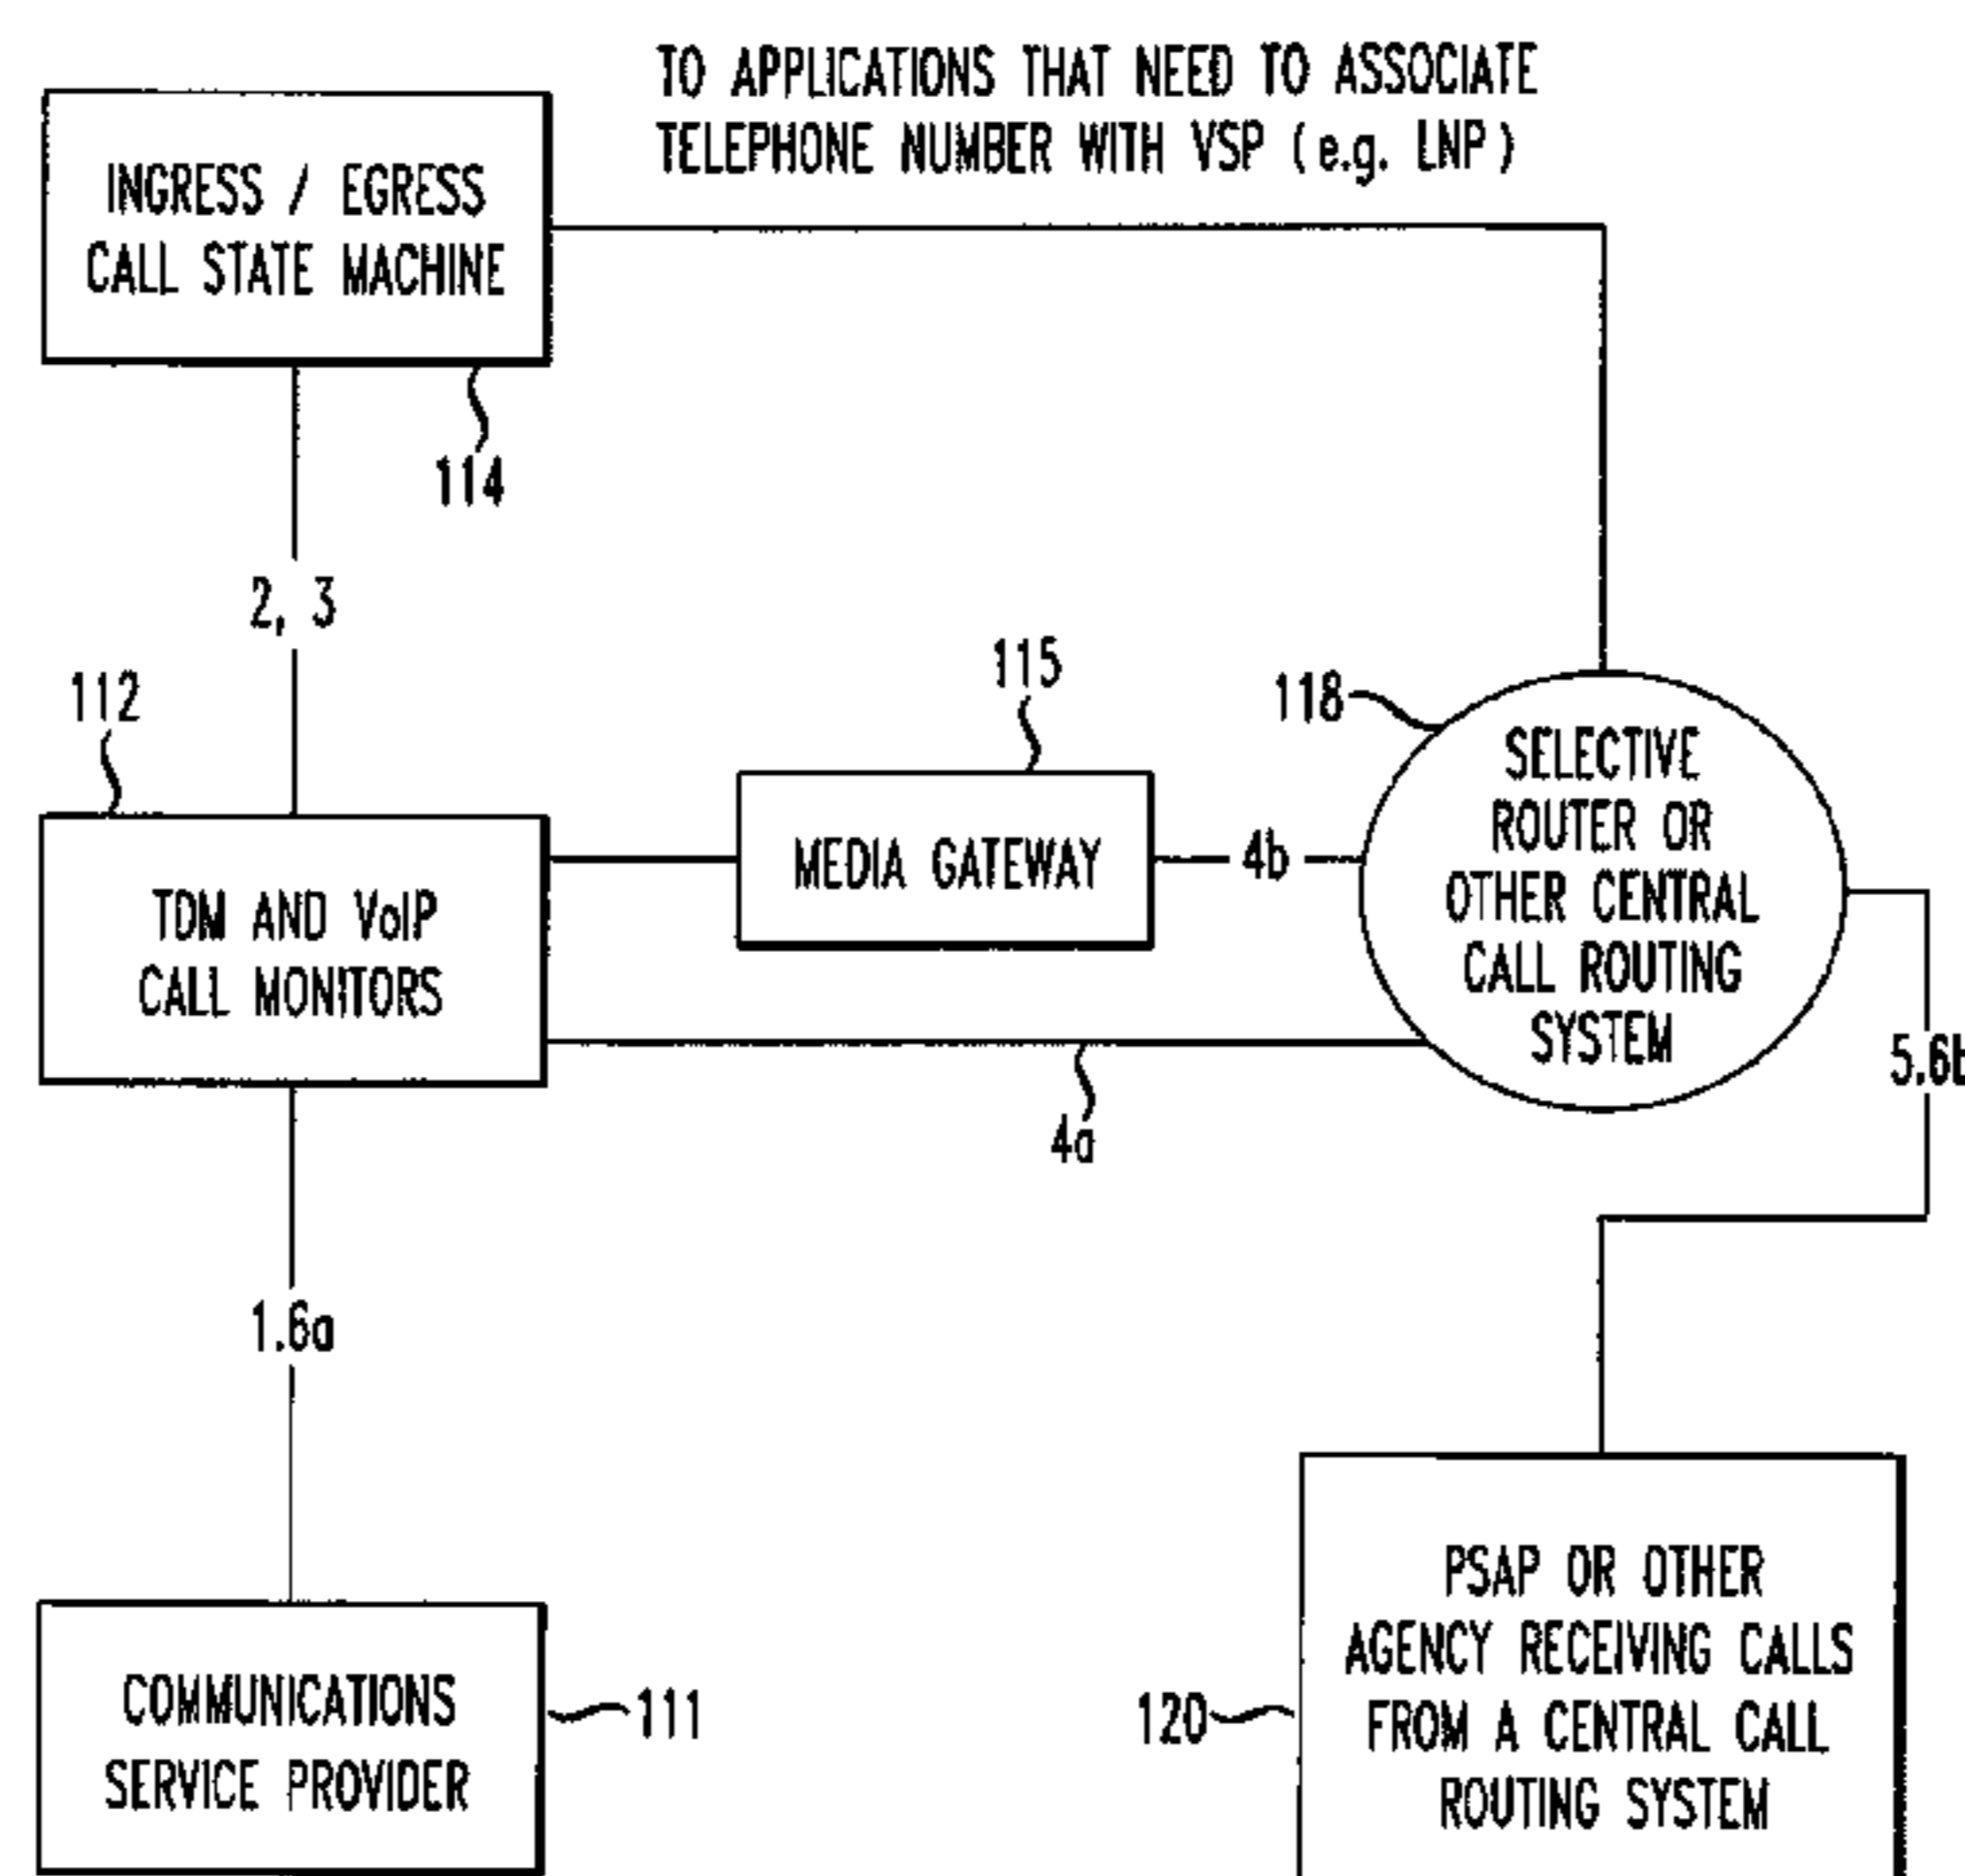 TO APPLICATIONS THAT NEED TO ASSOCIATE
TELEPHONE NUMBER WITH VSP (e.g. LNP)
INGRESS / EGRESS
CALL STATE MACHINE
114
2, 3
112
115
118
TDM AND VoIP
CALL MONITORS
MEDIA GATEWAY
4b
SELECTIVE
ROUTER OR
OTHER CENTRAL
CALL ROUTING
SYSTEM
5.6b
4a
1.6a
COMMUNICATIONS
SERVICE PROVIDER
111
120
PSAP OR OTHER
AGENCY RECEIVING CALLS
FROM A CENTRAL CALL
ROUTING SYSTEM